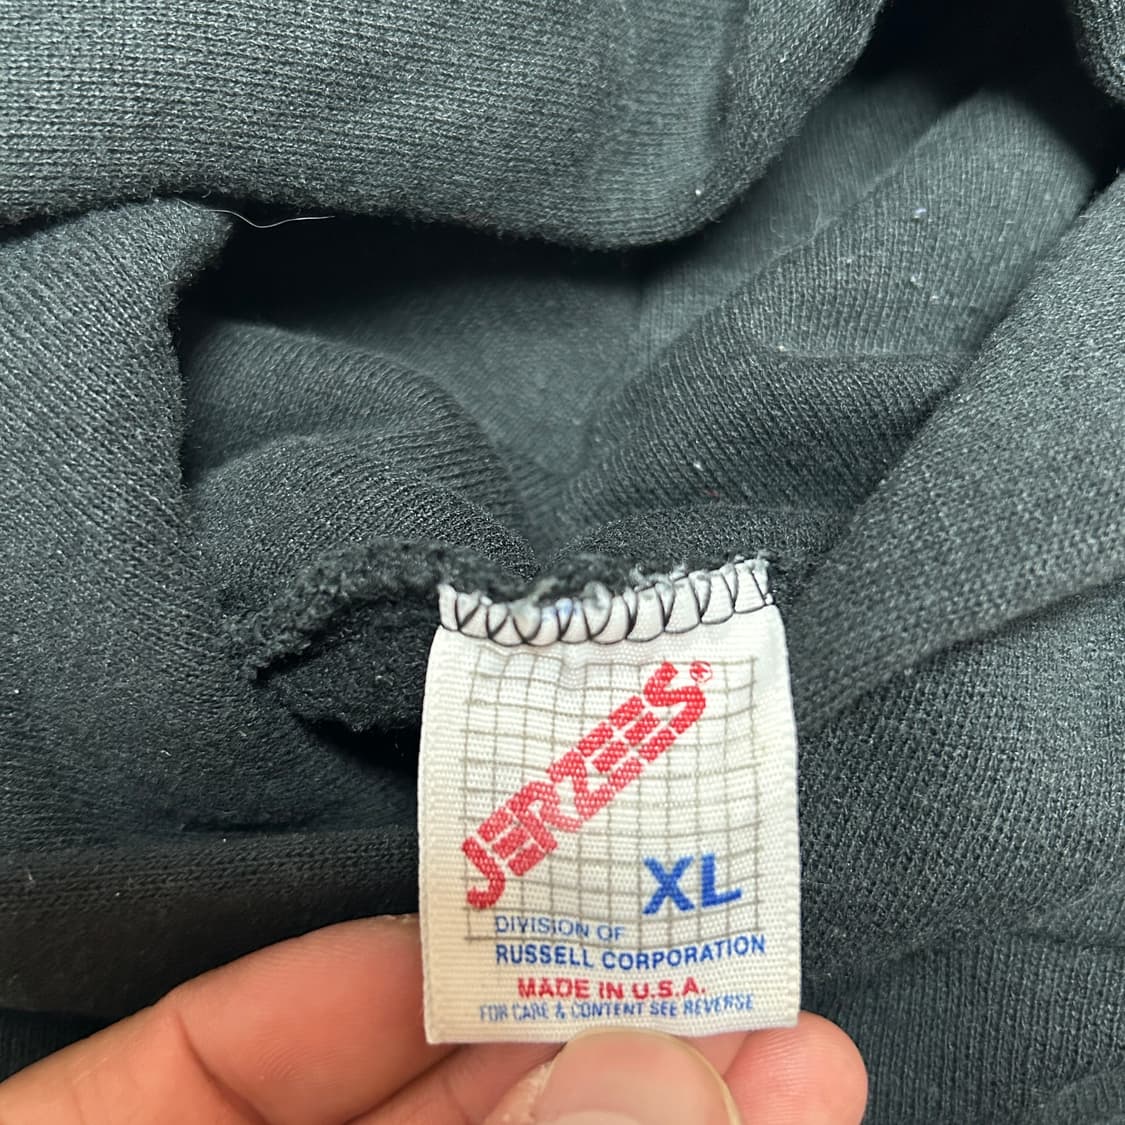 JERZEES®
XL
DIVISION OF
RUSSELL CORPORATION
MADE IN U.S.A.
FOR CARE & CONTENT SEE REVERSE